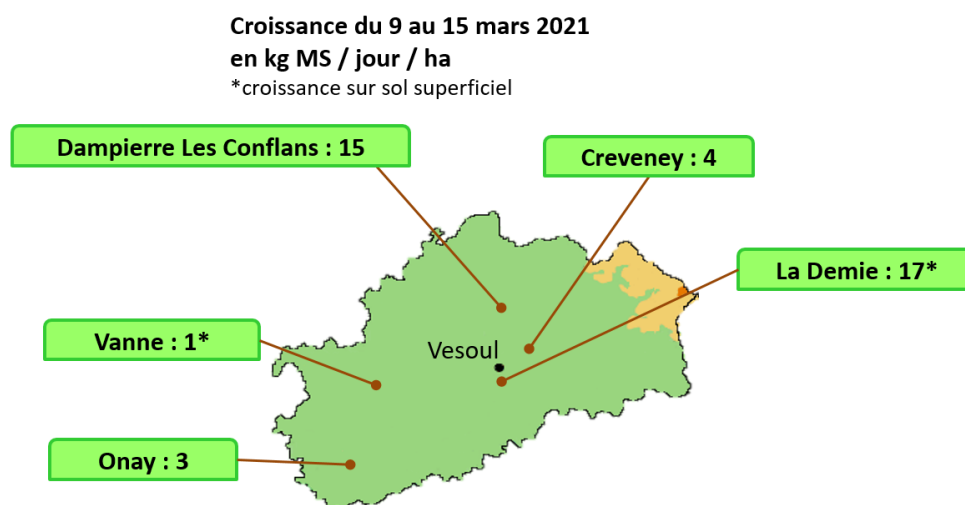 Croissance du 9 au 15 mars 2021
en kg MS / jour / ha
*croissance sur sol superficiel
Dampierre Les Conflans : 15
Creveney : 4
La Demie : 17*
Vanne : 1*
Vesoul
Onay : 3